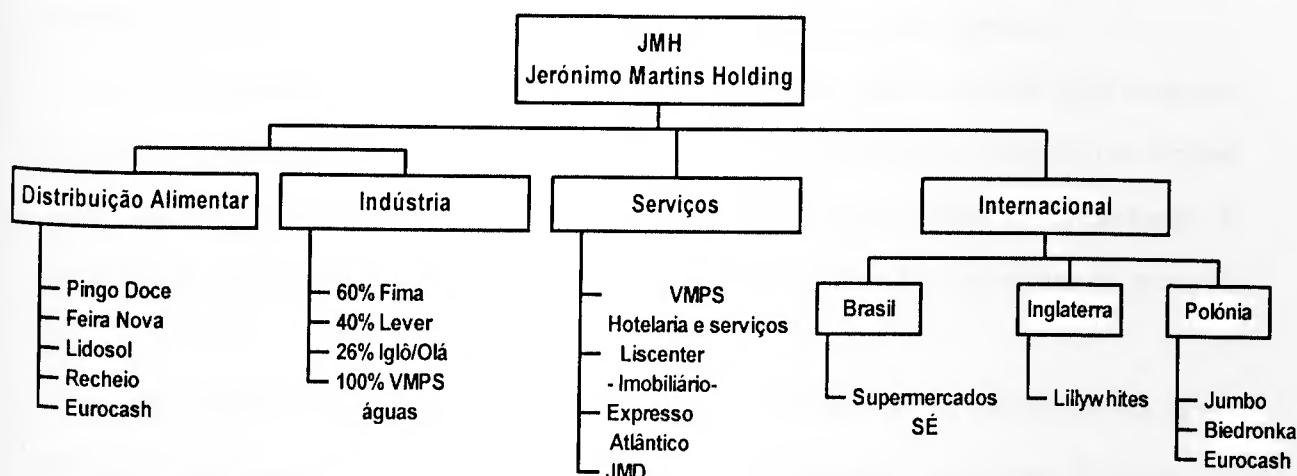 JMH
Jerónimo Martins Holding
Distribuição Alimentar
Pingo Doce
Feira Nova
Lidosol
Recheio
Eurocash
Indústria
60% Fima
40% Lever
26% Iglô/Olá
100% VMPS
águas
Serviços
VMPS
Hotelaria e serviços
Liscenter
- Imobiliário-
Expresso
Atlântico
JMD
Internacional
Brasil
Supermercados
SÉ
Inglaterra
Lillywhites
Polónia
Jumbo
Biedronka
Eurocash